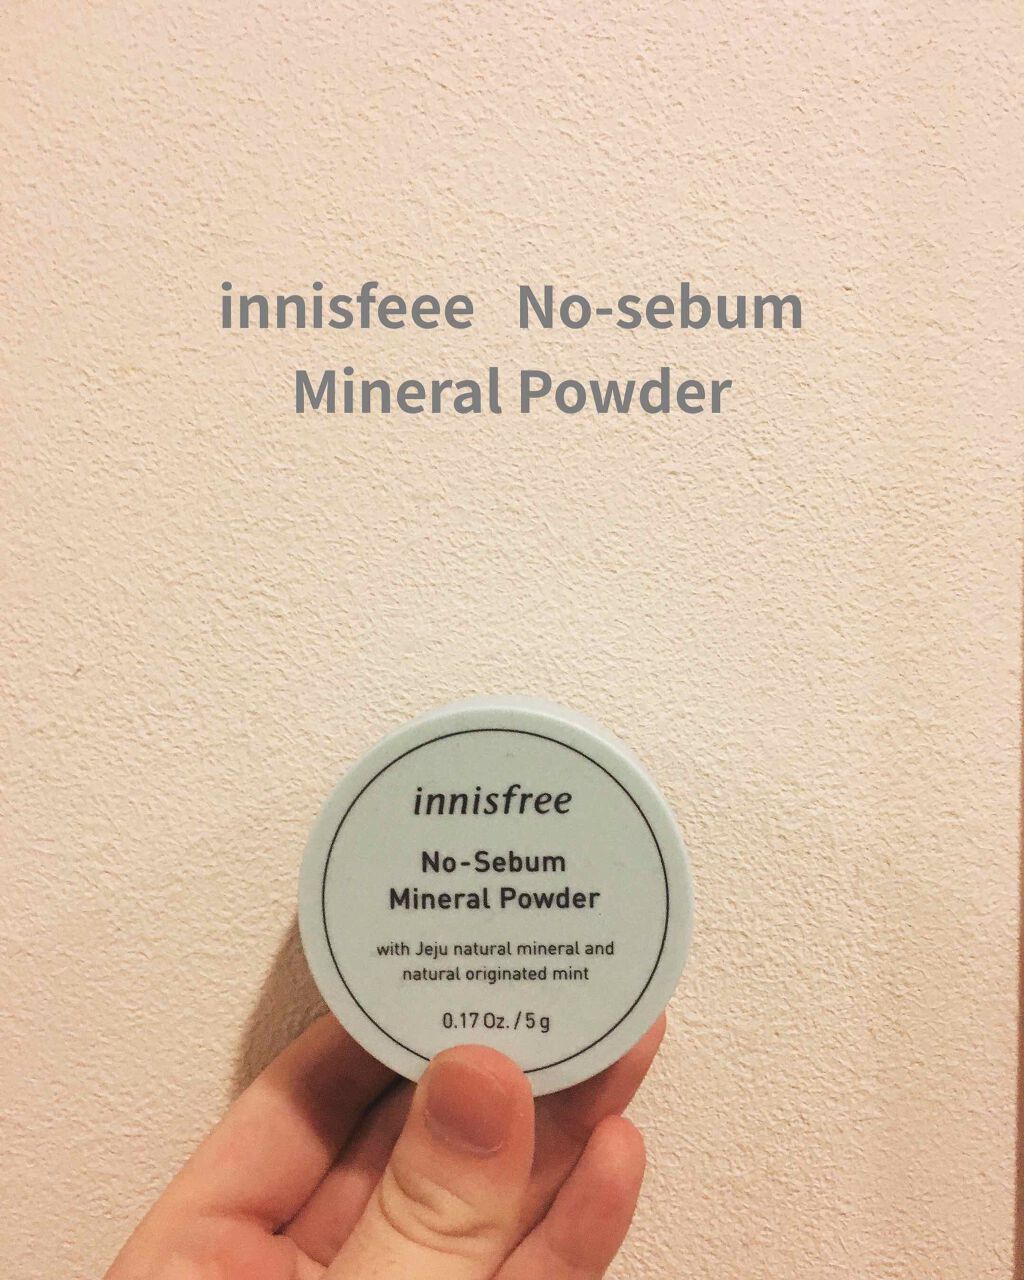 innisfeee No-sebum
Mineral Powder
innisfree
No-Sebum
Mineral Powder
with Jeju natural mineral and
natural originated mint
0.17 Oz. / 5 g